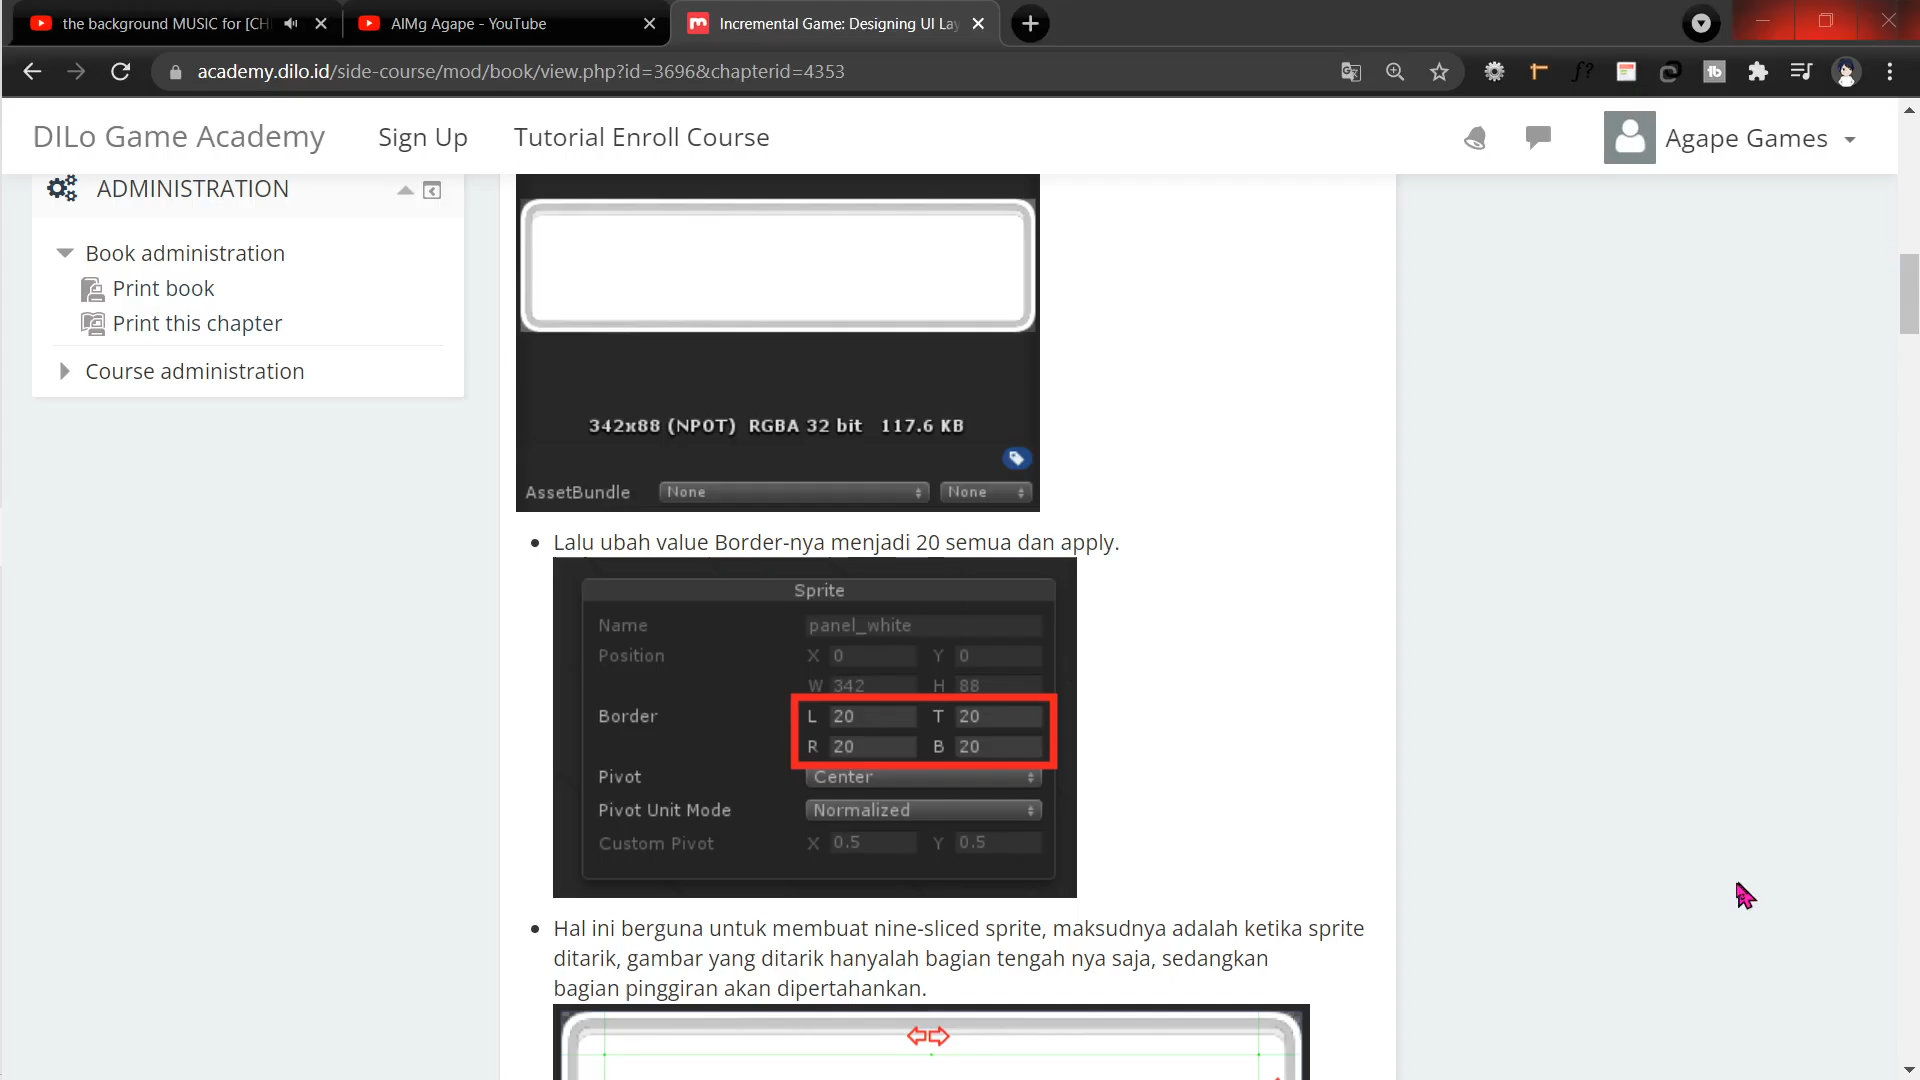 the background MUSIC for [CH
AIMg Agape - YouTube
Incremental Game: Designing UI Lay
academy.dilo.id/side-course/mod/book/view.php?id=3696&chapterid=4353
DILo Game Academy
Sign Up
Tutorial Enroll Course
Agape Games
ADMINISTRATION
Book administration
Print book
Print this chapter
Course administration
342x88 (NPOT) RGBA 32 bit 117.6 KB
AssetBundle None None
Lalu ubah value Border-nya menjadi 20 semua dan apply.
Sprite
Name panel_white
Position X 0 Y 0
W 342 H 88
Border L 20 T 20
R 20 B 20
Pivot Center
Pivot Unit Mode Normalized
Custom Pivot X 0.5 Y 0.5
Hal ini berguna untuk membuat nine-sliced sprite, maksudnya adalah ketika sprite
ditarik, gambar yang ditarik hanyalah bagian tengah nya saja, sedangkan
bagian pinggiran akan dipertahankan.